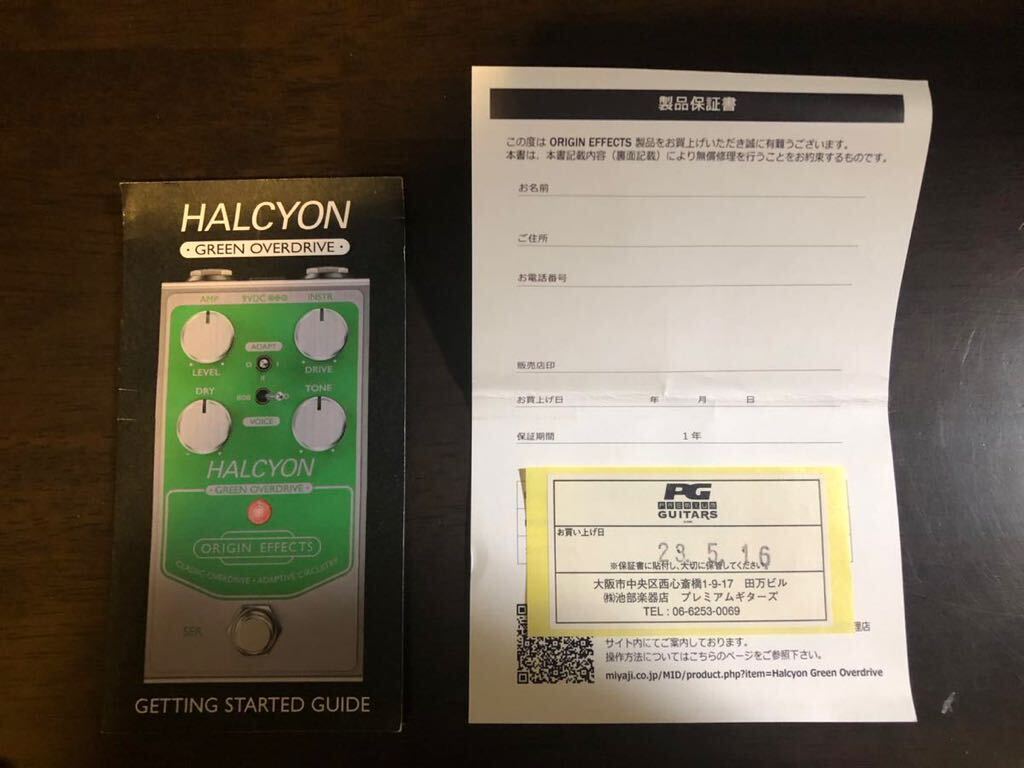 HALCYON
· GREEN OVERDRIVE ·
AMP 9VDC INSTR
ADAPT
LEVEL DRIVE
O I
II
DRY TONE
808
VOICE
HALCYON
· GREEN OVERDRIVE ·
ORIGIN EFFECTS
CLASSIC OVERDRIVE · ADAPTIVE CIRCUITRY
SER
GETTING STARTED GUIDE
製品保証書
この度は ORIGIN EFFECTS 製品をお買上げいただき誠に有難うございます。
本書は、本書記載内容（裏面記載）により無償修理を行うことをお約束するものです。
お名前
ご住所
お電話番号
販売店印
お買上げ日 年 月 日
保証期間 1 年
PG
PREMIUM
GUITARS
お買い上げ日
23. 5. 16
※保証書に貼付し、大切に保管してください。
大阪市中央区西心斎橋1-9-17 田万ビル
㈱池部楽器店 プレミアムギターズ
TEL : 06-6253-0069
理店
サイト内にてご案内しております。
操作方法についてはこちらのページをご参照下さい。
miyaji.co.jp/MID/product.php?item=Halcyon Green Overdrive